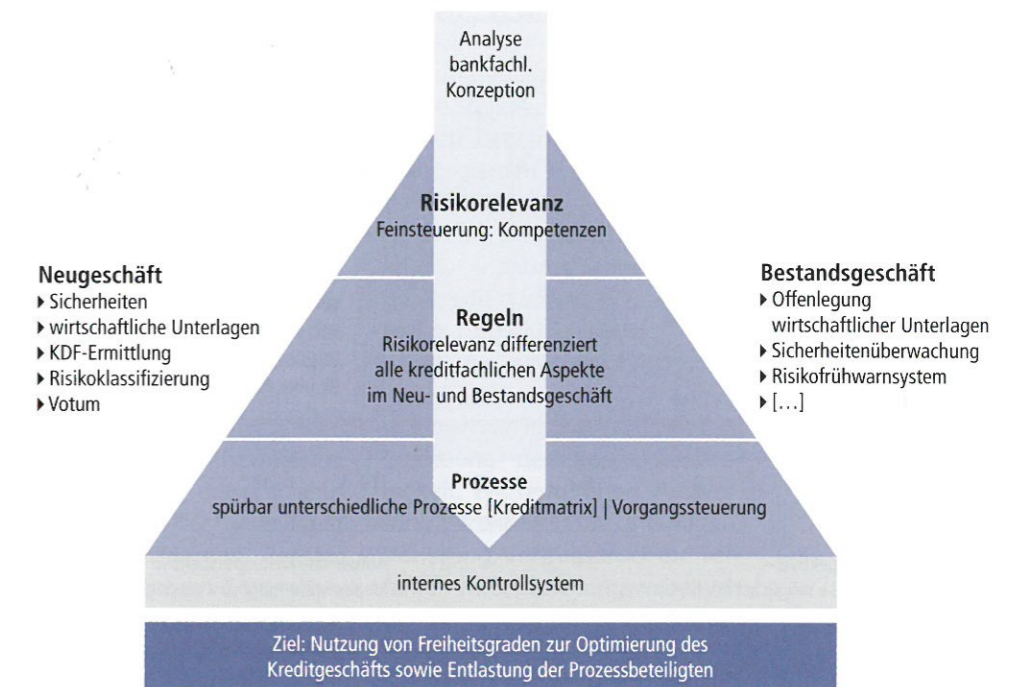 Analyse
bankfachl.
Konzeption
Risikorelevanz
Feinsteuerung: Kompetenzen
Neugeschäft
▸ Sicherheiten
▸ wirtschaftliche Unterlagen
▸ KDF-Ermittlung
▸ Risikoklassifizierung
▸ Votum
Regeln
Risikorelevanz differenziert
alle kreditfachlichen Aspekte
im Neu- und Bestandsgeschäft
Bestandsgeschäft
▸ Offenlegung
wirtschaftlicher Unterlagen
▸ Sicherheitenüberwachung
▸ Risikofrühwarnsystem
▸ [...]
Prozesse
spürbar unterschiedliche Prozesse [Kreditmatrix] | Vorgangssteuerung
internes Kontrollsystem
Ziel: Nutzung von Freiheitsgraden zur Optimierung des
Kreditgeschäfts sowie Entlastung der Prozessbeteiligten